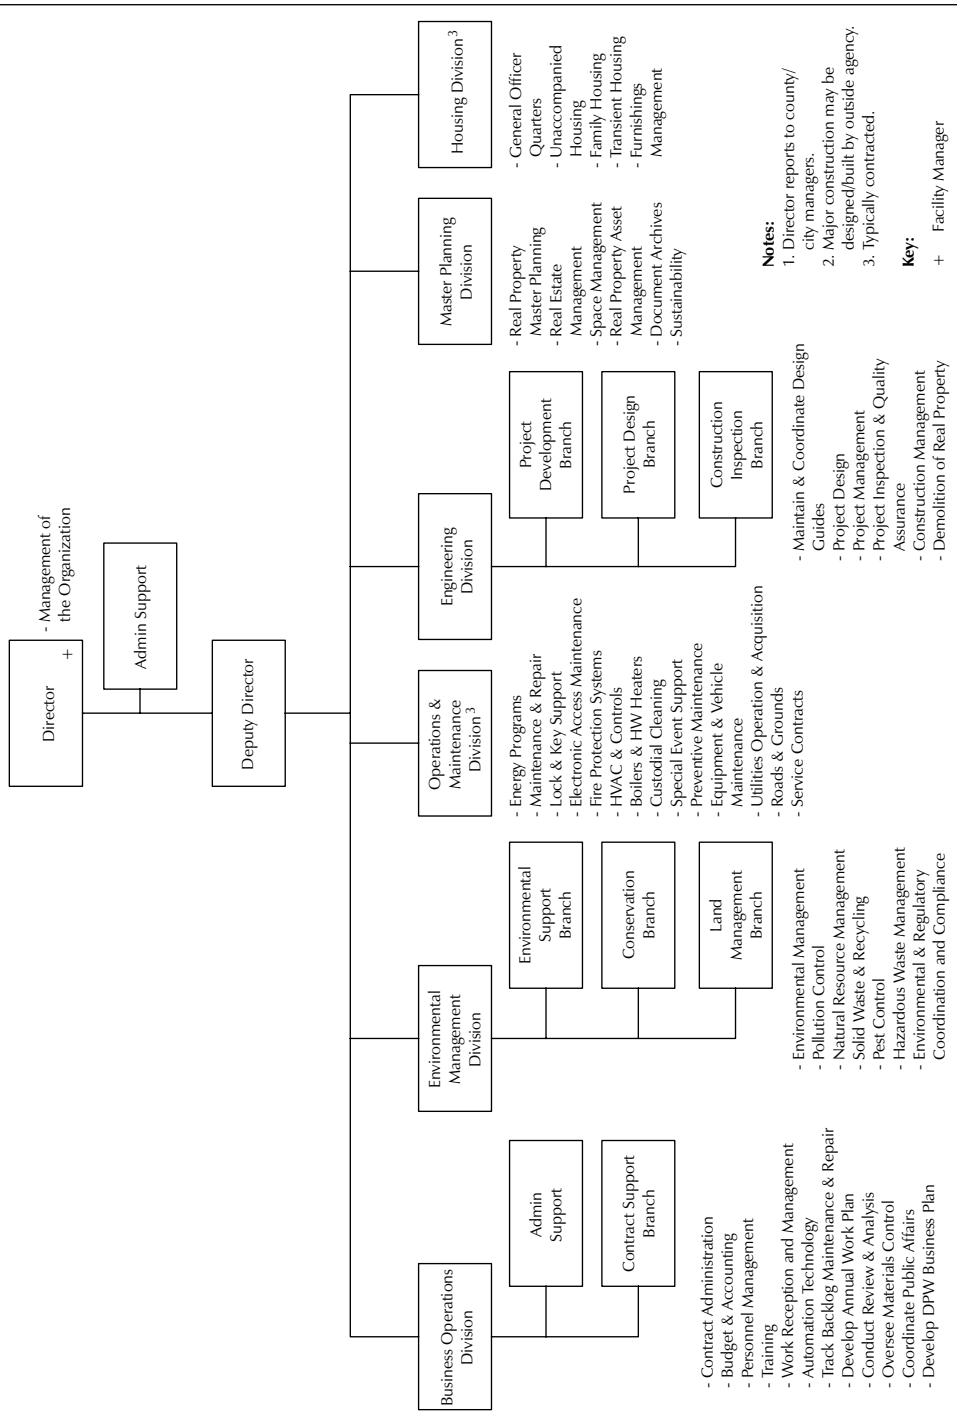 Director
+
- Management of
the Organization
Admin Support
Deputy Director
Business Operations
Division
Admin
Support
Contract Support
Branch
- Contract Administration
- Budget & Accounting
- Personnel Management
- Training
- Work Reception and Management
- Automation Technology
- Track Backlog Maintenance & Repair
- Develop Annual Work Plan
- Conduct Review & Analysis
- Oversee Materials Control
- Coordinate Public Affairs
- Develop DPW Business Plan
Environmental
Management
Division
Environmental
Support
Branch
Conservation
Branch
Land
Management
Branch
- Environmental Management
- Pollution Control
- Natural Resource Management
- Solid Waste & Recycling
- Pest Control
- Hazardous Waste Management
- Environmental & Regulatory
Coordination and Compliance
Operations &
Maintenance
Division3
- Energy Programs
- Maintenance & Repair
- Lock & Key Support
- Electronic Access Maintenance
- Fire Protection Systems
- HVAC & Controls
- Boilers & HW Heaters
- Custodial Cleaning
- Special Event Support
- Preventive Maintenance
- Equipment & Vehicle
Maintenance
- Utilities Operation & Acquisition
- Roads & Grounds
- Service Contracts
Engineering
Division
Project
Development
Branch
Project Design
Branch
Construction
Inspection
Branch
- Maintain & Coordinate Design
Guides
- Project Design
- Project Management
- Project Inspection & Quality
Assurance
- Construction Management
- Demolition of Real Property
Master Planning
Division
- Real Property
Master Planning
- Real Estate
Management
- Space Management
- Real Property Asset
Management
- Document Archives
- Sustainability
Housing Division3
- General Officer
Quarters
- Unaccompanied
Housing
- Family Housing
- Transient Housing
- Furnishings
Management
Notes:
1. Director reports to county/
city managers.
2. Major construction may be
designed/built by outside agency.
3. Typically contracted.
Key:
+ Facility Manager